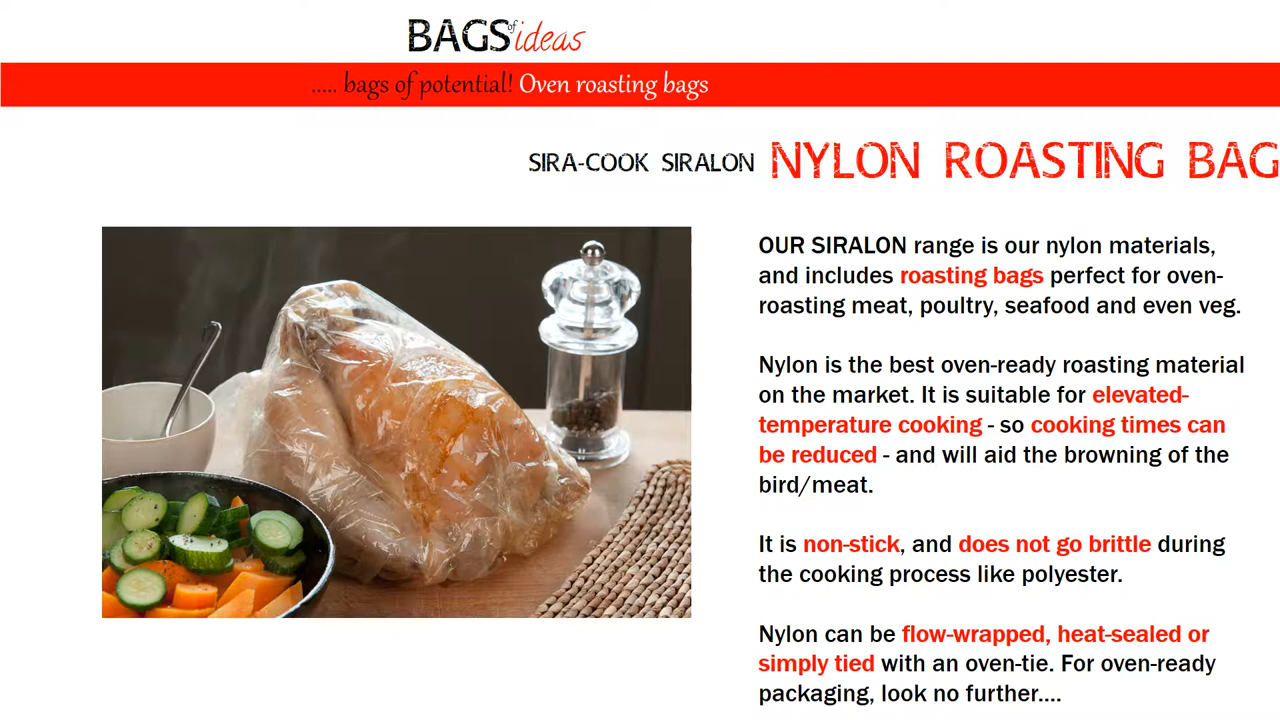 BAGS of ideas
..... bags of potential! Oven roasting bags
SIRA-COOK SIRALON NYLON ROASTING BAG
OUR SIRALON range is our nylon materials,
and includes roasting bags perfect for oven-
roasting meat, poultry, seafood and even veg.
Nylon is the best oven-ready roasting material
on the market. It is suitable for elevated-
temperature cooking - so cooking times can
be reduced - and will aid the browning of the
bird/meat.
It is non-stick, and does not go brittle during
the cooking process like polyester.
Nylon can be flow-wrapped, heat-sealed or
simply tied with an oven-tie. For oven-ready
packaging, look no further....